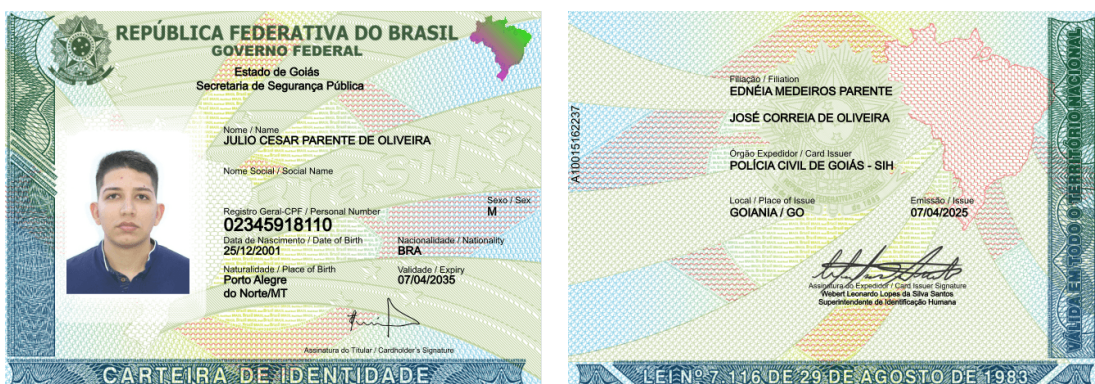 REPÚBLICA FEDERATIVA DO BRASIL
GOVERNO FEDERAL
Estado de Goiás
Secretaria de Segurança Pública
Nome / Name
JULIO CESAR PARENTE DE OLIVEIRA
Nome Social / Social Name
Sexo / Sex
M
Registro Geral-CPF / Personal Number
02345918110
Data de Nascimento / Date of Birth
25/12/2001
Nacionalidade / Nationality
BRA
Naturalidade / Place of Birth
Porto Alegre
do Norte/MT
Validade / Expiry
07/04/2035
Assinatura do Titular / Cardholder's Signature
CARTEIRA DE IDENTIDADE
Brasil
A10015162237
Filiação / Filiation
EDNÉIA MEDEIROS PARENTE
JOSÉ CORREIA DE OLIVEIRA
Órgão Expedidor / Card Issuer
POLÍCIA CIVIL DE GOIÁS - SIH
Local / Place of Issue
GOIANIA / GO
Emissão / Issue
07/04/2025
Assinatura do Expedidor / Card Issuer Signature
Webert Leonardo Lopes da Silva Santos
Superintendente de Identificação Humana
VALIDA EM TODO O TERRITÓRIO NACIONAL
LEI Nº 7.116 DE 29 DE AGOSTO DE 1983